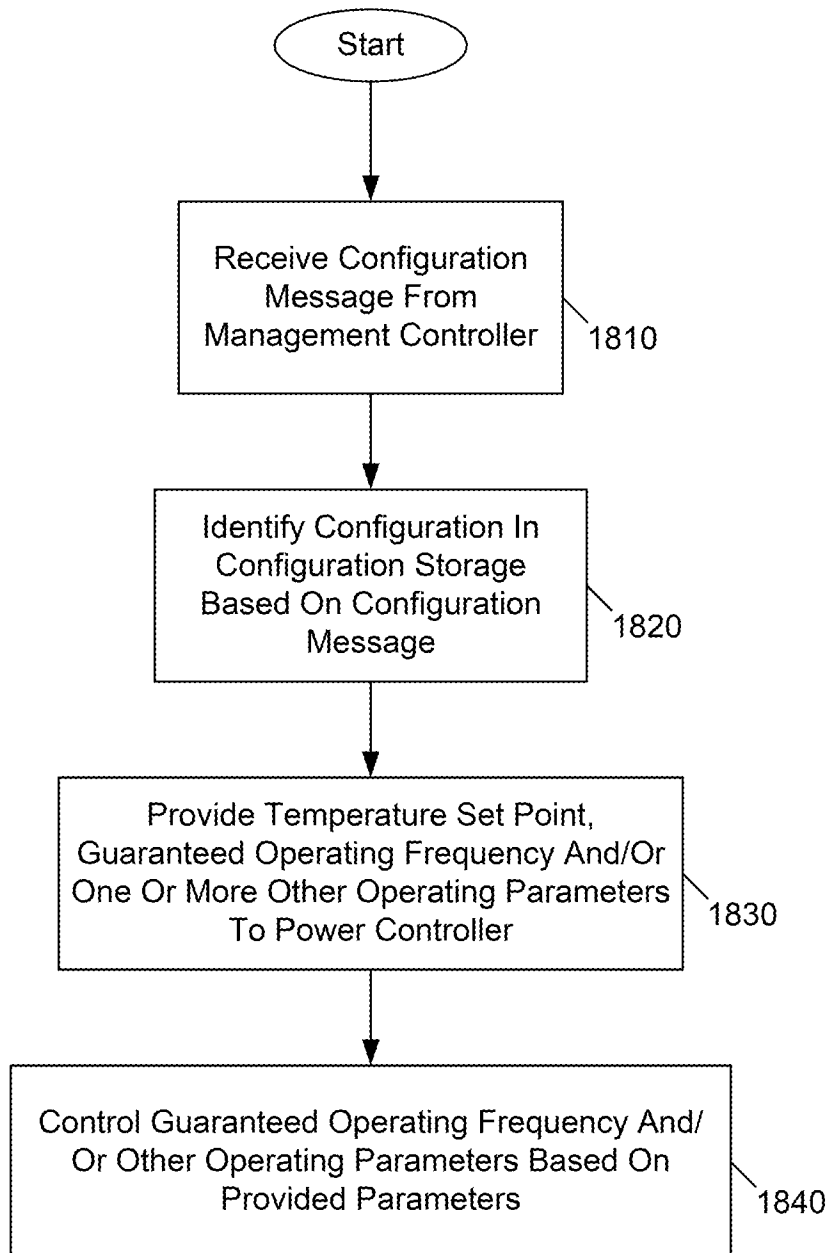 Start
Receive Configuration
Message From
Management Controller
1810
Identify Configuration In
Configuration Storage
Based On Configuration
Message
1820
Provide Temperature Set Point,
Guaranteed Operating Frequency And/Or
One Or More Other Operating Parameters
To Power Controller
1830
Control Guaranteed Operating Frequency And/
Or Other Operating Parameters Based On
Provided Parameters
1840